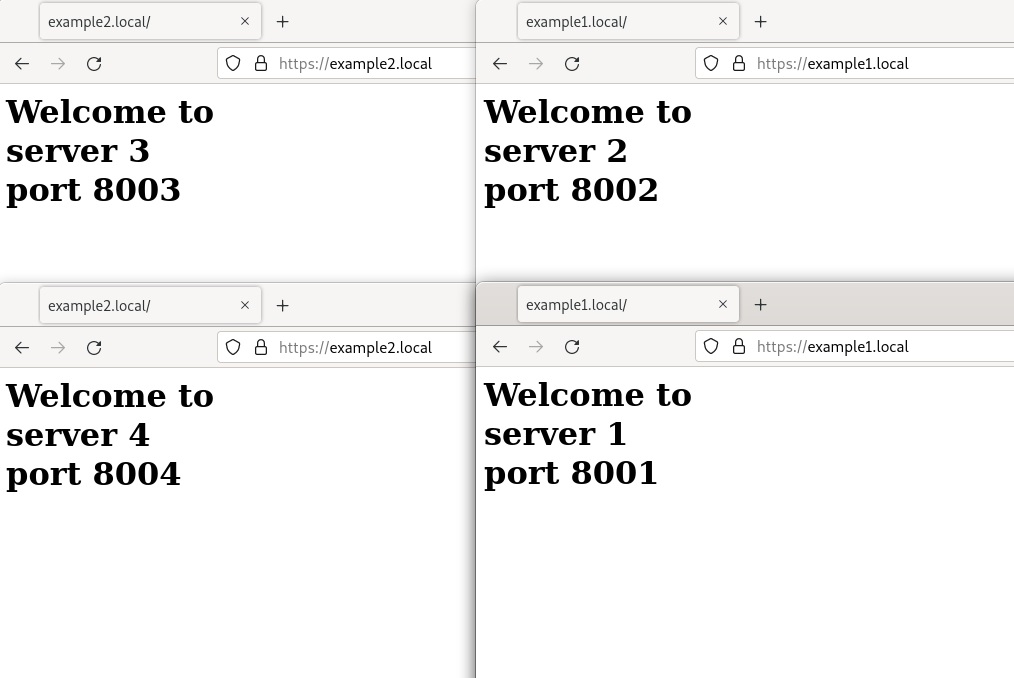 example2.local/
https://example2.local
Welcome to
server 3
port 8003
example1.local/
https://example1.local
Welcome to
server 2
port 8002
example2.local/
https://example2.local
Welcome to
server 4
port 8004
example1.local/
https://example1.local
Welcome to
server 1
port 8001